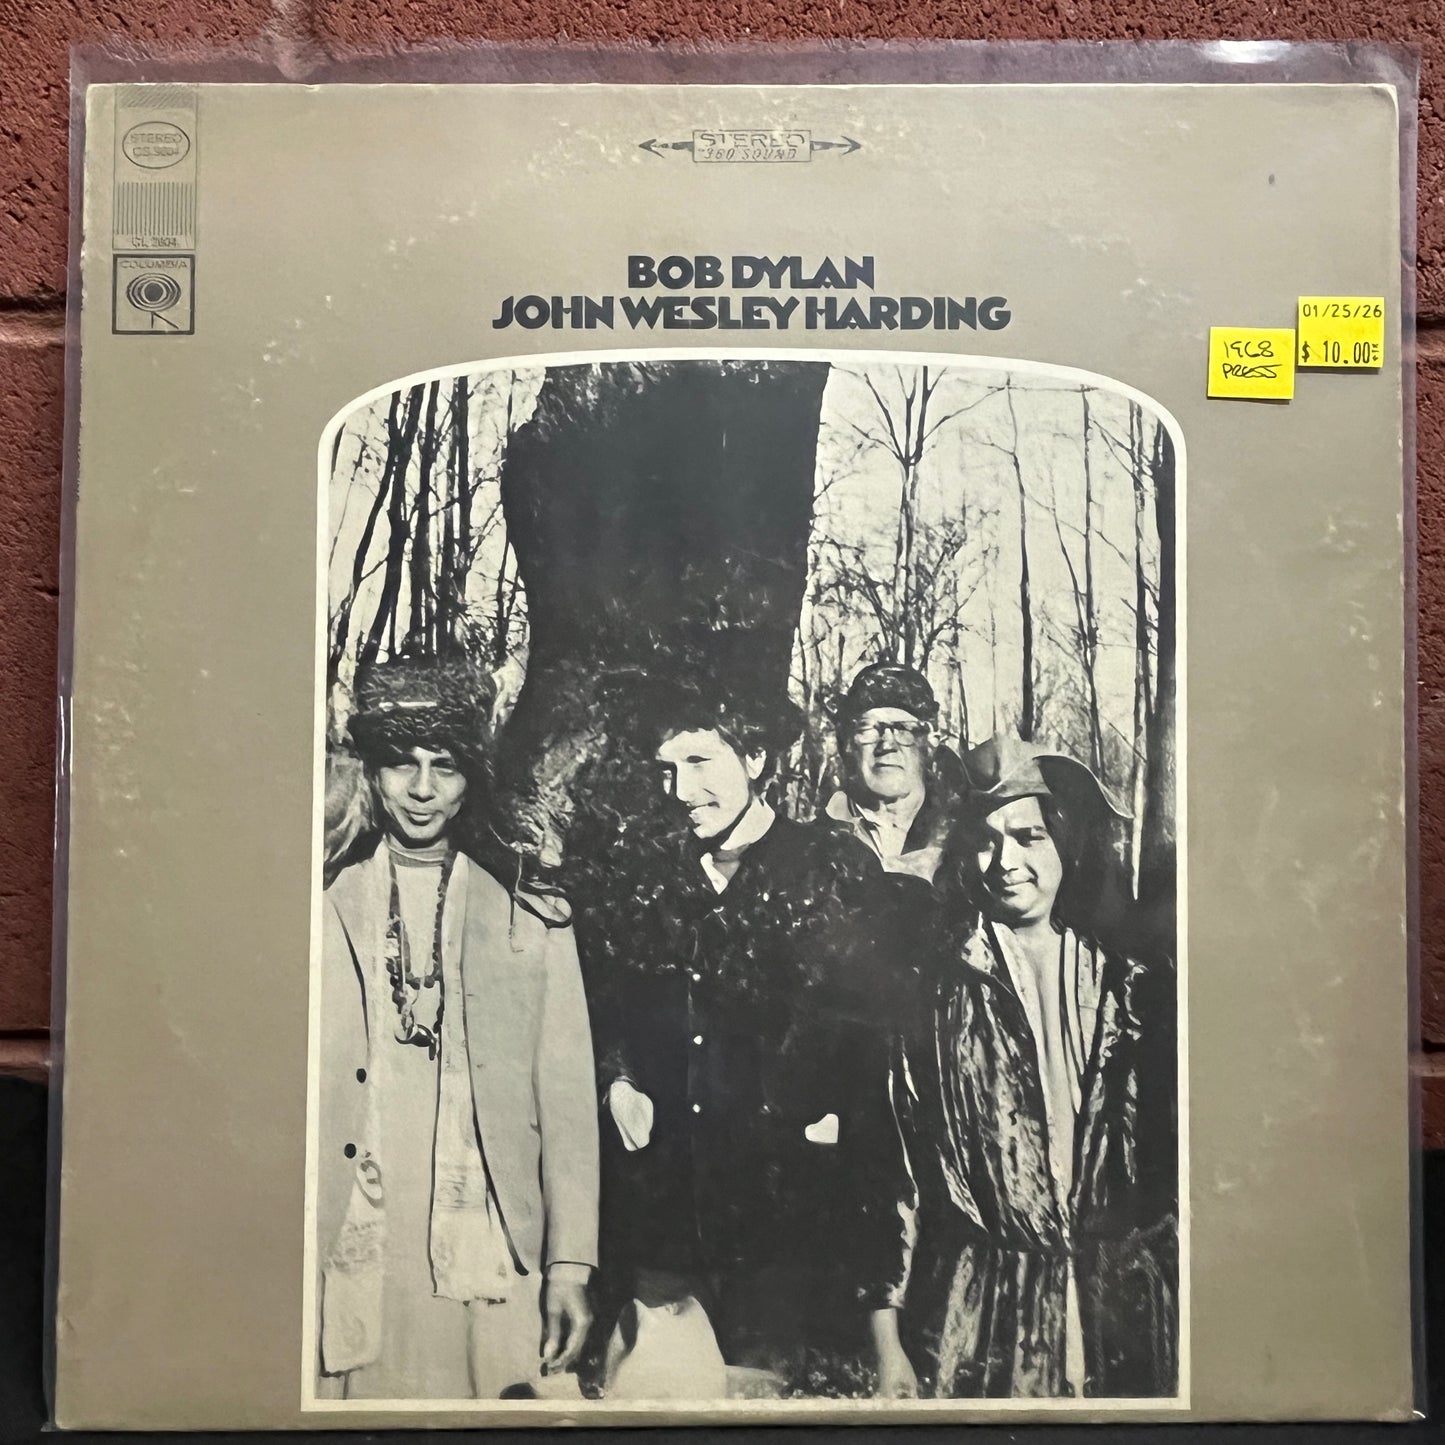 STEREO
CS 9604
CL 2804
COLUMBIA
STEREO
"360 SOUND"
BOB DYLAN
JOHN WESLEY HARDING
01/25/26
$ 10.00
1968
PRESS